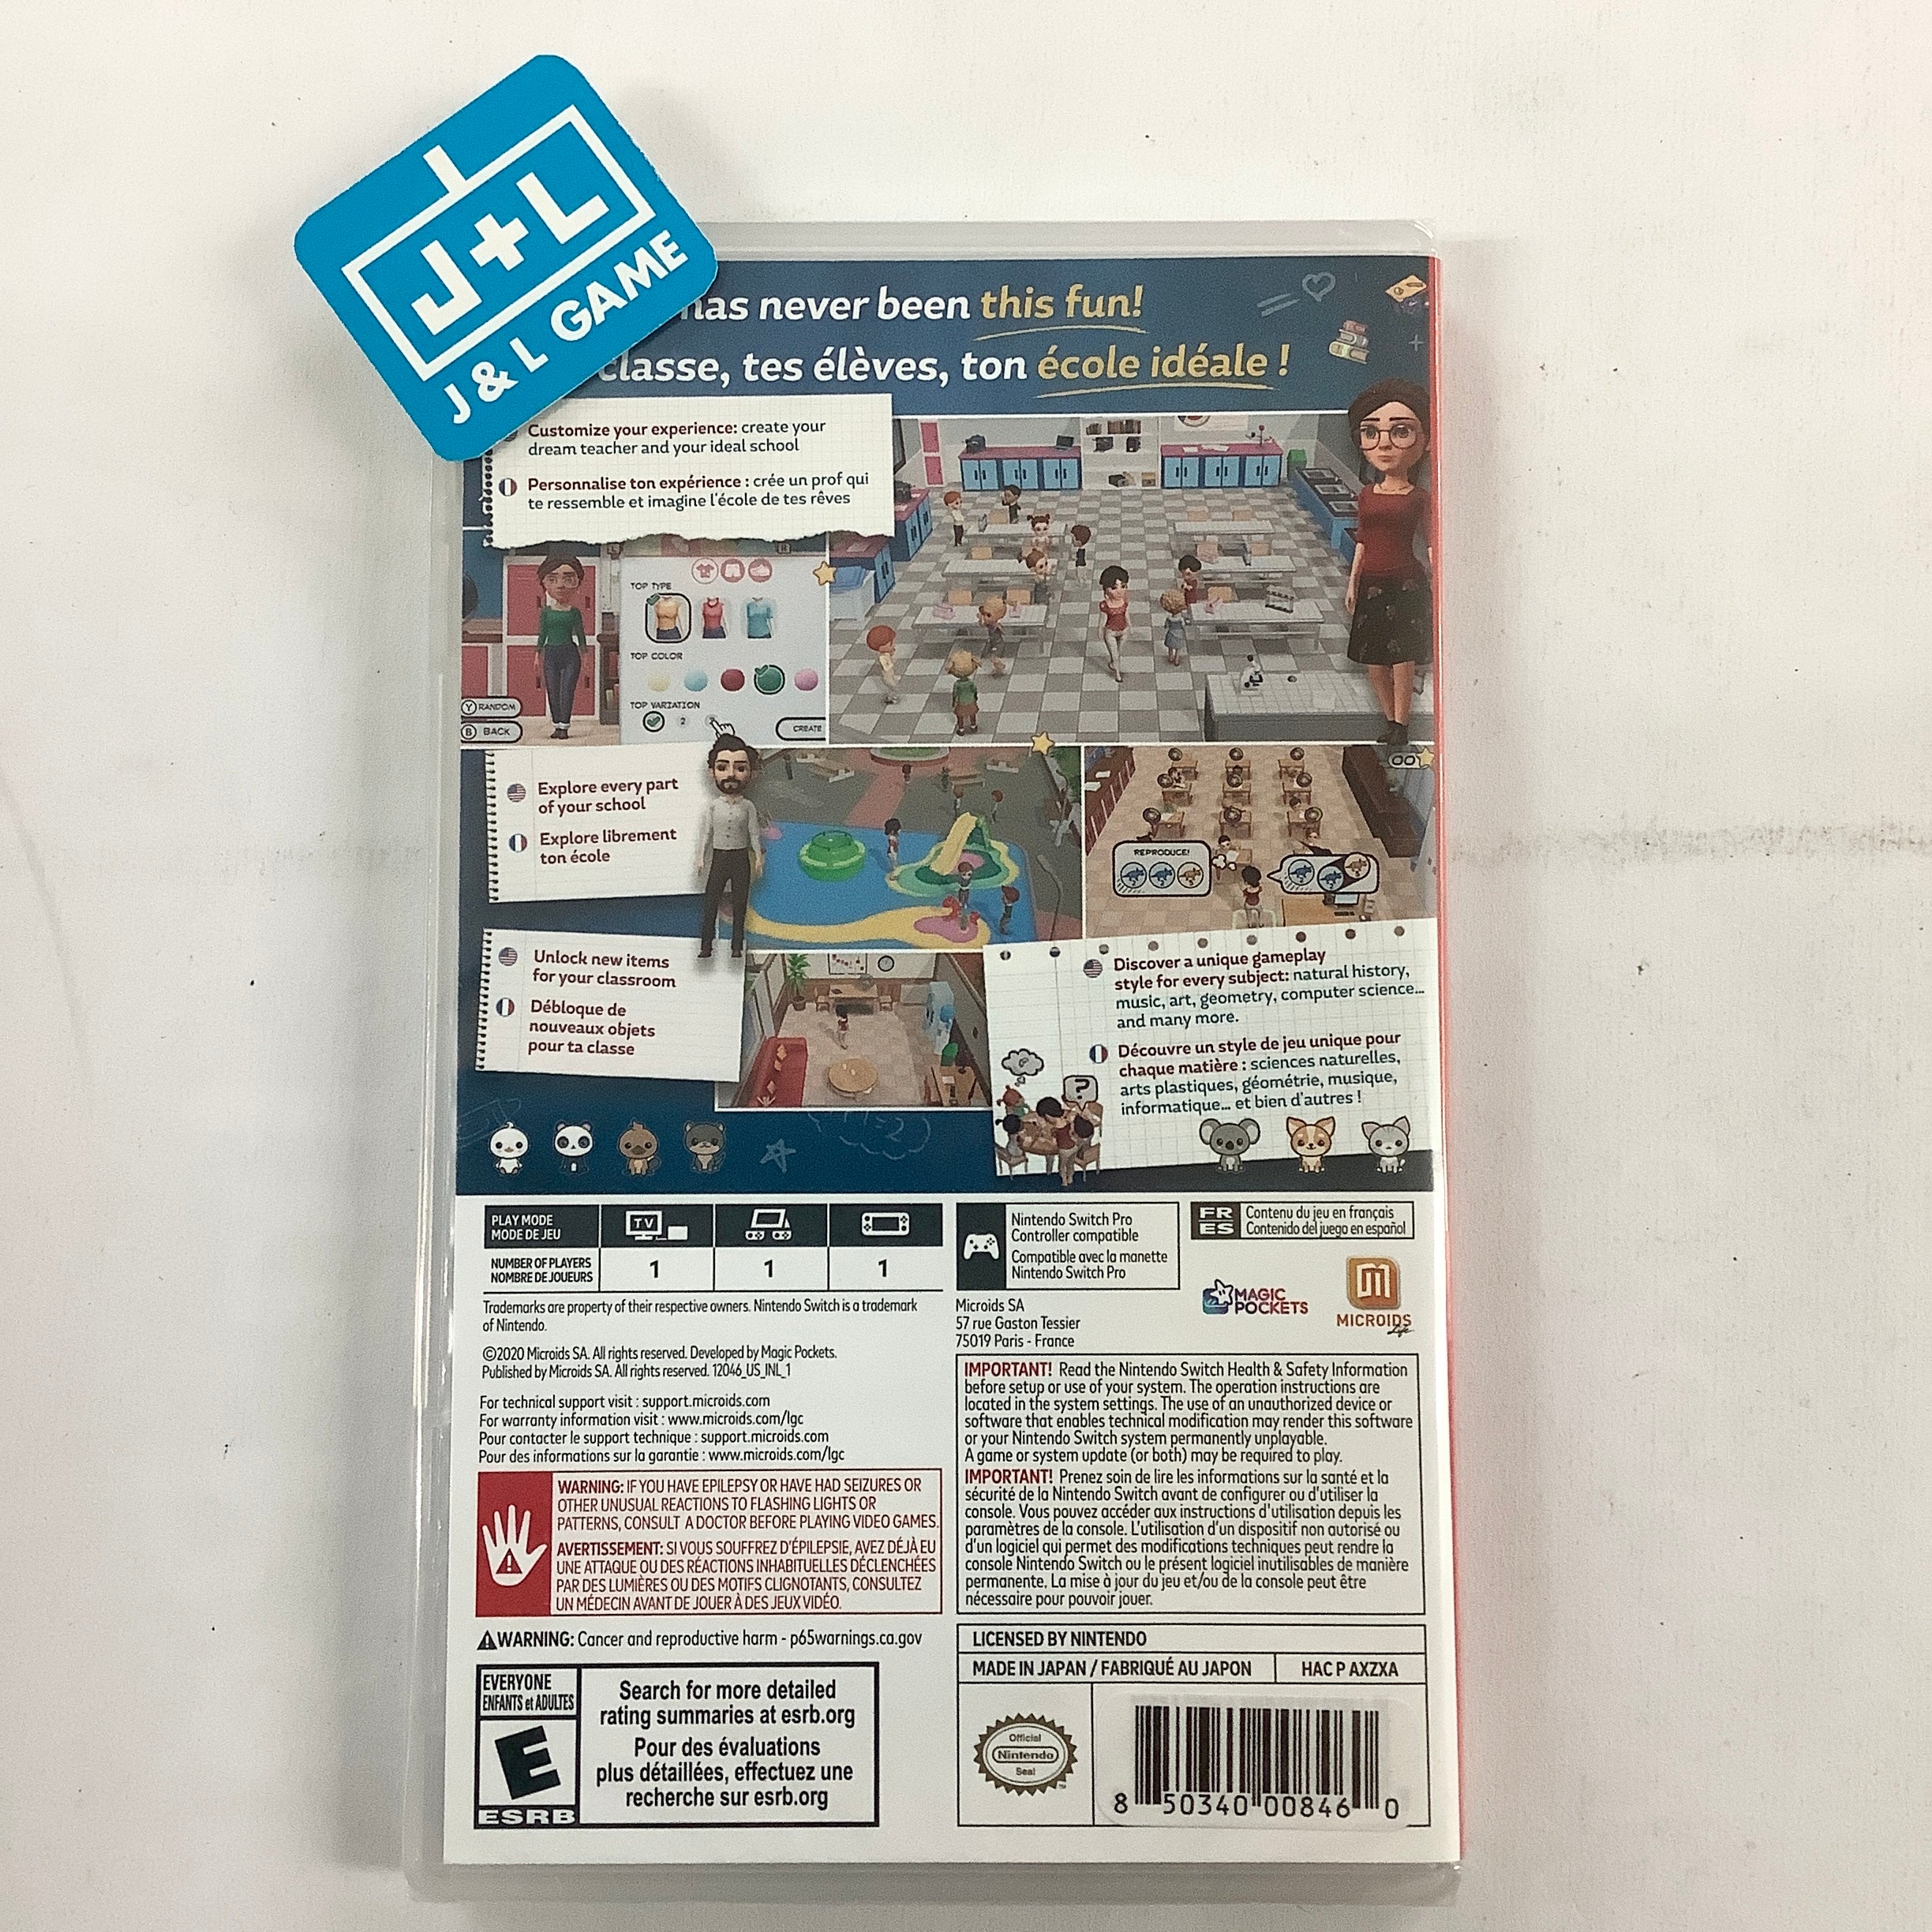 J+L
J & L GAME
has never been this fun!
classe, tes élèves, ton école idéale !
Customize your experience: create your
dream teacher and your ideal school
Personnalise ton expérience : crée un prof qui
te ressemble et imagine l'école de tes rêves
TOP TYPE
TOP COLOR
TOP VARIATION
2
Y RANDOM
B BACK
CREATE
Explore every part
of your school
Explore librement
ton école
REPRODUCE!
Unlock new items
for your classroom
Débloque de
nouveaux objets
pour ta classe
Discover a unique gameplay
style for every subject: natural history,
music, art, geometry, computer science...
and many more.
Découvre un style de jeu unique pour
chaque matière : sciences naturelles,
arts plastiques, géométrie, musique,
informatique... et bien d'autres !
?
PLAY MODE
MODE DE JEU
TV
NUMBER OF PLAYERS
NOMBRE DE JOUEURS
1
1
1
Nintendo Switch Pro
Controller compatible
Compatible avec la manette
Nintendo Switch Pro
FR
ES
Contenu du jeu en français
Contenido del juego en español
Trademarks are property of their respective owners. Nintendo Switch is a trademark
of Nintendo.
©2020 Microids SA. All rights reserved. Developed by Magic Pockets.
Published by Microids SA. All rights reserved. 12046_US_INL_1
Microids SA
57 rue Gaston Tessier
75019 Paris - France
MAGIC
POCKETS
MICROIDS
Life
For technical support visit : support.microids.com
For warranty information visit : www.microids.com/lgc
Pour contacter le support technique : support.microids.com
Pour des informations sur la garantie : www.microids.com/lgc
IMPORTANT! Read the Nintendo Switch Health & Safety Information
before setup or use of your system. The operation instructions are
located in the system settings. The use of an unauthorized device or
software that enables technical modification may render this software
or your Nintendo Switch system permanently unplayable.
A game or system update (or both) may be required to play.
IMPORTANT! Prenez soin de lire les informations sur la santé et la
sécurité de la Nintendo Switch avant de configurer ou d'utiliser la
console. Vous pouvez accéder aux instructions d'utilisation depuis les
paramètres de la console. L'utilisation d'un dispositif non autorisé ou
d'un logiciel qui permet des modifications techniques peut rendre la
console Nintendo Switch ou le présent logiciel inutilisables de manière
permanente. La mise à jour du jeu et/ou de la console peut être
nécessaire pour pouvoir jouer.
WARNING: IF YOU HAVE EPILEPSY OR HAVE HAD SEIZURES OR
OTHER UNUSUAL REACTIONS TO FLASHING LIGHTS OR
PATTERNS, CONSULT A DOCTOR BEFORE PLAYING VIDEO GAMES.
AVERTISSEMENT: SI VOUS SOUFFREZ D'ÉPILEPSIE, AVEZ DÉJÀ EU
UNE ATTAQUE OU DES RÉACTIONS INHABITUELLES DÉCLENCHÉES
PAR DES LUMIÈRES OU DES MOTIFS CLIGNOTANTS, CONSULTEZ
UN MÉDECIN AVANT DE JOUER À DES JEUX VIDÉO.
WARNING: Cancer and reproductive harm - p65warnings.ca.gov
EVERYONE
ENFANTS et ADULTES
E
ESRB
Search for more detailed
rating summaries at esrb.org
Pour des évaluations
plus détaillées, effectuez une
recherche sur esrb.org
LICENSED BY NINTENDO
MADE IN JAPAN / FABRIQUÉ AU JAPON
HAC P AXZXA
Official
Nintendo
Seal
8 50340 00846 0